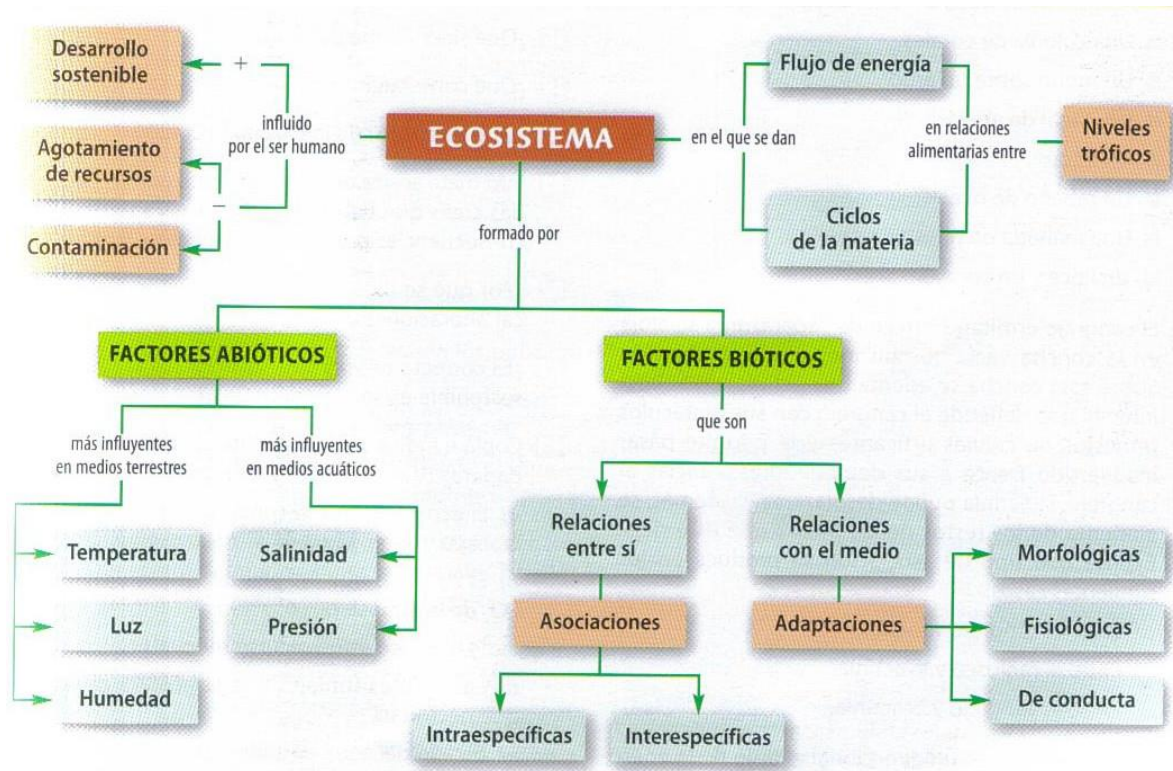 Desarrollo
sostenible
+
influido
por el ser humano
Agotamiento
de recursos
−
Contaminación
ECOSISTEMA
en el que se dan
Flujo de energía
Ciclos
de la materia
en relaciones
alimentarias entre
Niveles
tróficos
formado por
FACTORES ABIÓTICOS
más influyentes
en medios terrestres
Temperatura
Luz
Humedad
más influyentes
en medios acuáticos
Salinidad
Presión
FACTORES BIÓTICOS
que son
Relaciones
entre sí
Asociaciones
Intraespecíficas
Interespecíficas
Relaciones
con el medio
Adaptaciones
Morfológicas
Fisiológicas
De conducta